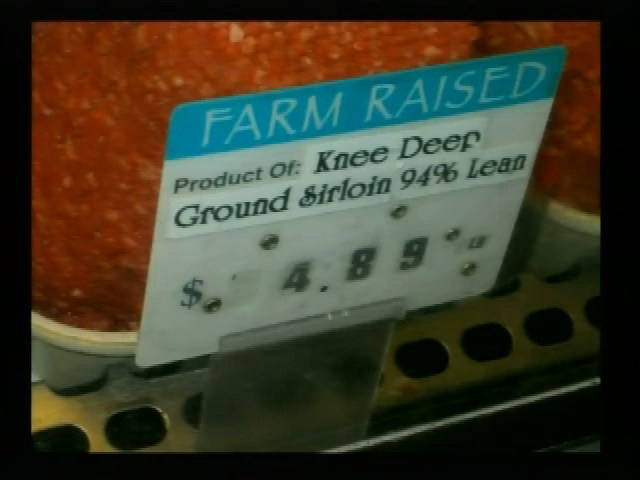 FARM RAISED
Product Of: Knee Deep
Ground Sirloin 94% Lean
$ 4.89 LB